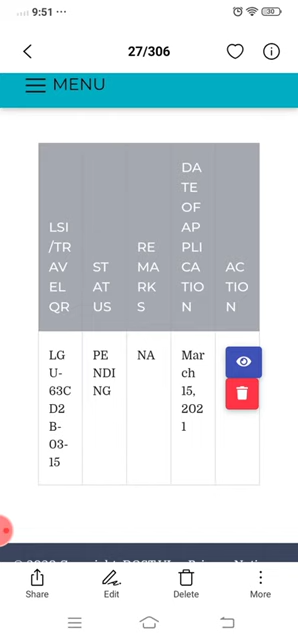 9:51 ...
30
27/306
MENU
LSI
/TR
AV
EL
QR
ST
AT
US
RE
MA
RK
S
DA
TE
OF
AP
PLI
CA
TIO
N
AC
TIO
N
LG
U-
63C
D2
B-
03-
15
PE
NDI
NG
NA
Mar
ch
15,
202
1
Share
Edit
Delete
More